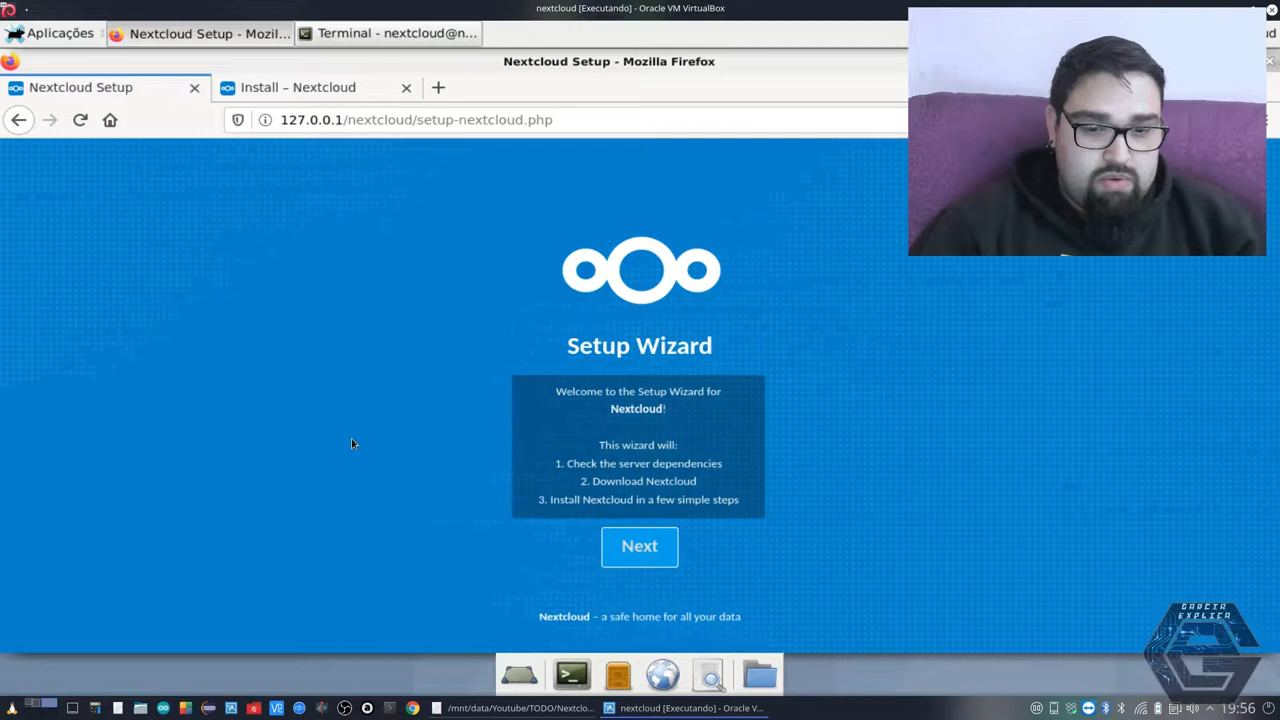 nextcloud [Executando] - Oracle VM VirtualBox
Aplicações
Nextcloud Setup - Mozil...
Terminal - nextcloud@n...
Nextcloud Setup - Mozilla Firefox
Nextcloud Setup
Install – Nextcloud
127.0.0.1/nextcloud/setup-nextcloud.php
Setup Wizard
Welcome to the Setup Wizard for
Nextcloud!
This wizard will:
1. Check the server dependencies
2. Download Nextcloud
3. Install Nextcloud in a few simple steps
Next
Nextcloud – a safe home for all your data
GARCIA
EXPLICA
/mnt/data/Youtube/TODO/Nextclo...
nextcloud [Executando] - Oracle V...
19:56